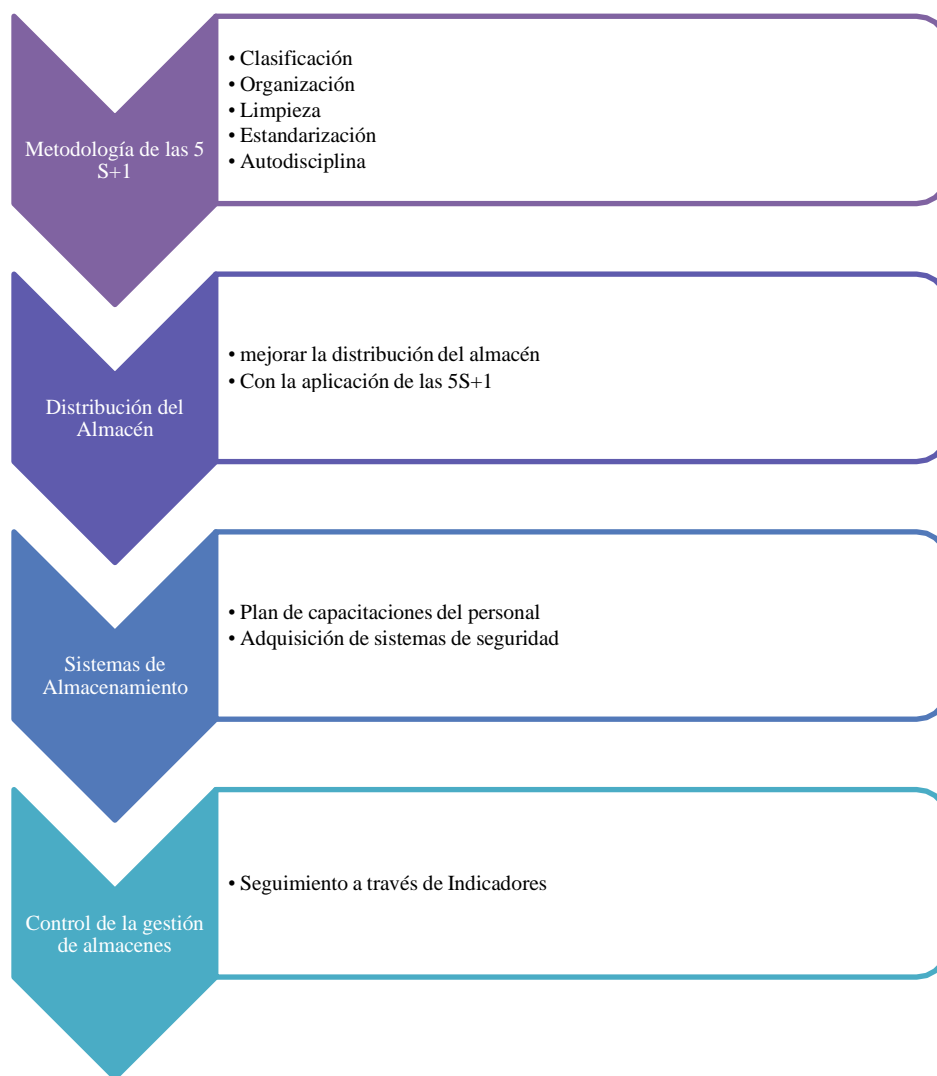 Metodología de las 5
S+1
• Clasificación
• Organización
• Limpieza
• Estandarización
• Autodisciplina
Distribución del
Almacén
• mejorar la distribución del almacén
• Con la aplicación de las 5S+1
Sistemas de
Almacenamiento
• Plan de capacitaciones del personal
• Adquisición de sistemas de seguridad
Control de la gestión
de almacenes
• Seguimiento a través de Indicadores